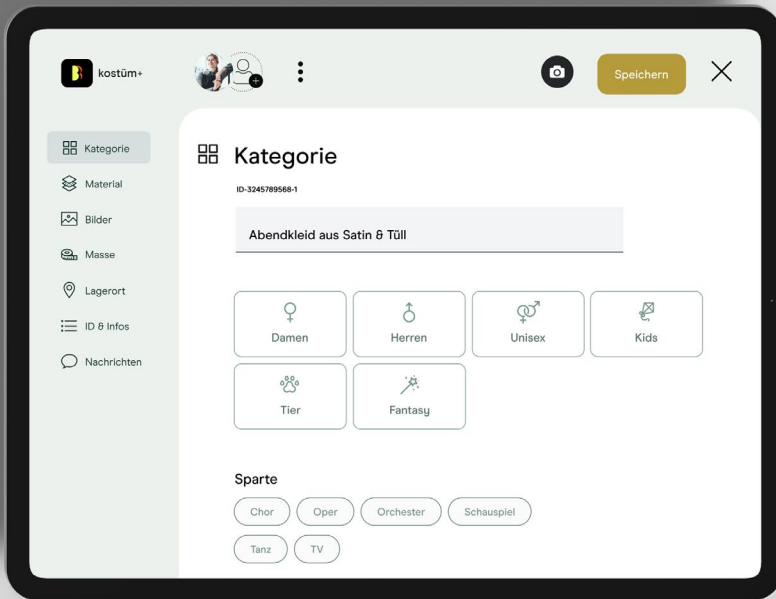 kostüm+
Speichern
Kategorie
Material
Bilder
Masse
Lagerort
ID & Infos
Nachrichten
Kategorie
ID-3245789568-1
Abendkleid aus Satin & Tüll
Damen
Herren
Unisex
Kids
Tier
Fantasy
Sparte
Chor
Oper
Orchester
Schauspiel
Tanz
TV